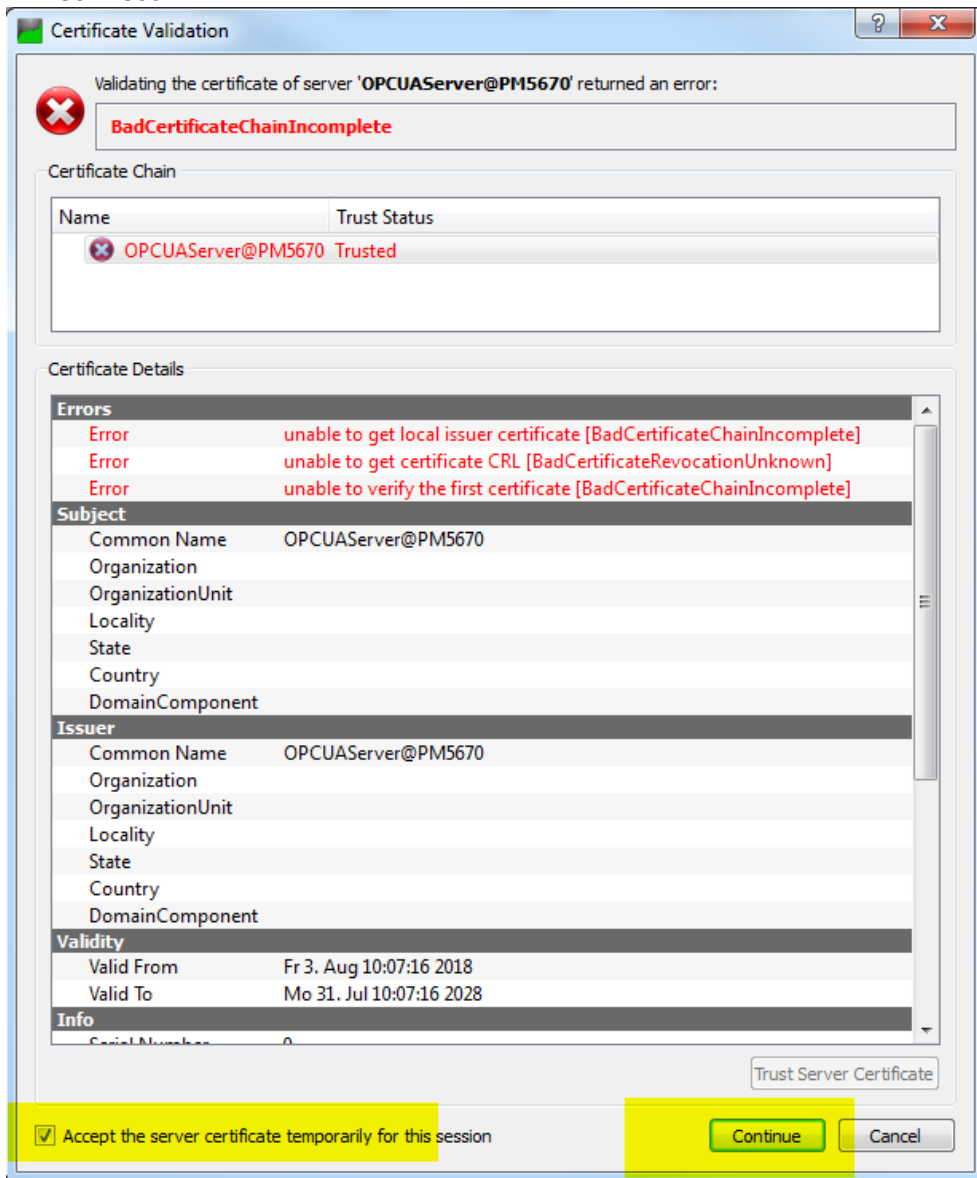 Certificate Validation
Validating the certificate of server 'OPCUAServer@PM5670' returned an error:
BadCertificateChainIncomplete
Certificate Chain
Name Trust Status
OPCUAServer@PM5670 Trusted
Certificate Details
Errors
Error unable to get local issuer certificate [BadCertificateChainIncomplete]
Error unable to get certificate CRL [BadCertificateRevocationUnknown]
Error unable to verify the first certificate [BadCertificateChainIncomplete]
Subject
Common Name OPCUAServer@PM5670
Organization
OrganizationUnit
Locality
State
Country
DomainComponent
Issuer
Common Name OPCUAServer@PM5670
Organization
OrganizationUnit
Locality
State
Country
DomainComponent
Validity
Valid From Fr 3. Aug 10:07:16 2018
Valid To Mo 31. Jul 10:07:16 2028
Info
Serial Number 0
Trust Server Certificate
Accept the server certificate temporarily for this session
Continue Cancel